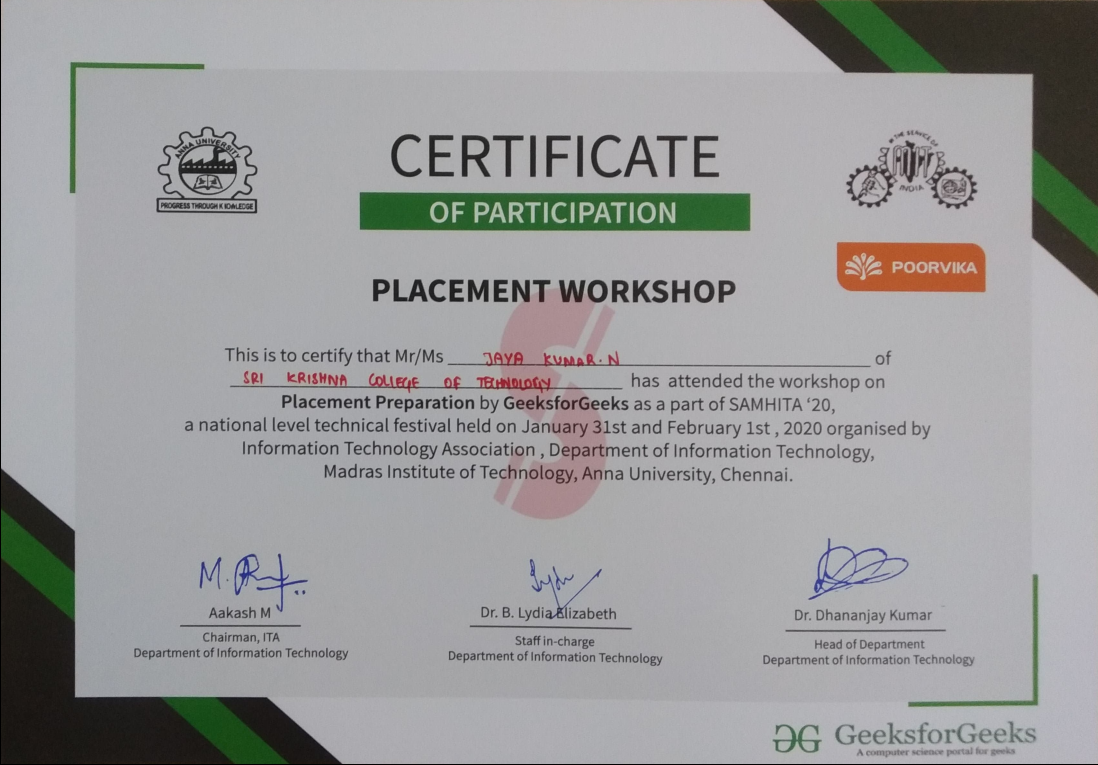 ANNA UNIVERSITY
PROGRESS THROUGH KNOWLEDGE
CERTIFICATE
OF PARTICIPATION
IN THE SERVICE OF
MIT
INDIA
POORVIKA
PLACEMENT WORKSHOP
This is to certify that Mr/Ms JAYA KUMAR. N of
SRI KRISHNA COLLEGE OF TECHNOLOGY has attended the workshop on
Placement Preparation by GeeksforGeeks as a part of SAMHITA ‘20,
a national level technical festival held on January 31st and February 1st , 2020 organised by
Information Technology Association , Department of Information Technology,
Madras Institute of Technology, Anna University, Chennai.
Aakash M
Chairman, ITA
Department of Information Technology
Dr. B. Lydia Elizabeth
Staff in-charge
Department of Information Technology
Dr. Dhananjay Kumar
Head of Department
Department of Information Technology
GeeksforGeeks
A computer science portal for geeks